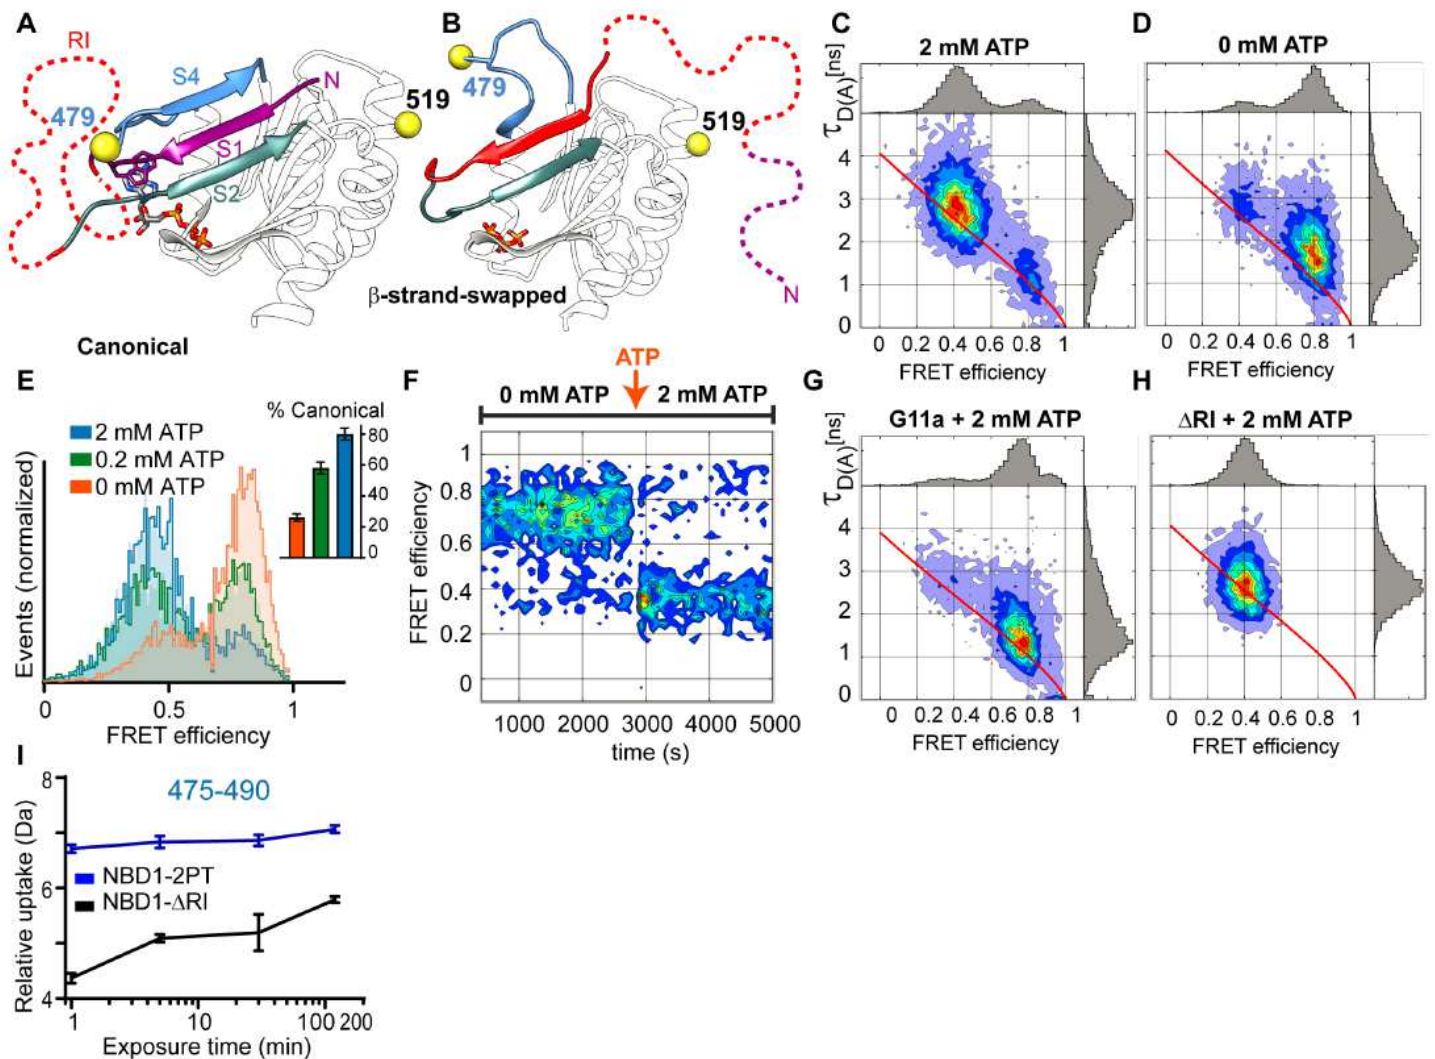 A
RI
S4
N
479
S1
S2
519
Canonical
B
479
519
N
β-strand-swapped
C
2 mM ATP
τD(A)[ns]
4
3
2
1
0
0 0.2 0.4 0.6 0.8 1
FRET efficiency
D
0 mM ATP
0 0.2 0.4 0.6 0.8 1
FRET efficiency
E
2 mM ATP
0.2 mM ATP
0 mM ATP
% Canonical
80
60
40
20
0
Events (normalized)
0 0.5 1
FRET efficiency
F
ATP
0 mM ATP 2 mM ATP
FRET efficiency
1
0.8
0.6
0.4
0.2
0
1000 2000 3000 4000 5000
time (s)
G
G11a + 2 mM ATP
τD(A)[ns]
4
3
2
1
0
0 0.2 0.4 0.6 0.8 1
FRET efficiency
H
ΔRI + 2 mM ATP
0 0.2 0.4 0.6 0.8 1
FRET efficiency
I
475-490
Relative uptake (Da)
8
6
4
NBD1-2PT
NBD1-ΔRI
1 10 100 200
Exposure time (min)